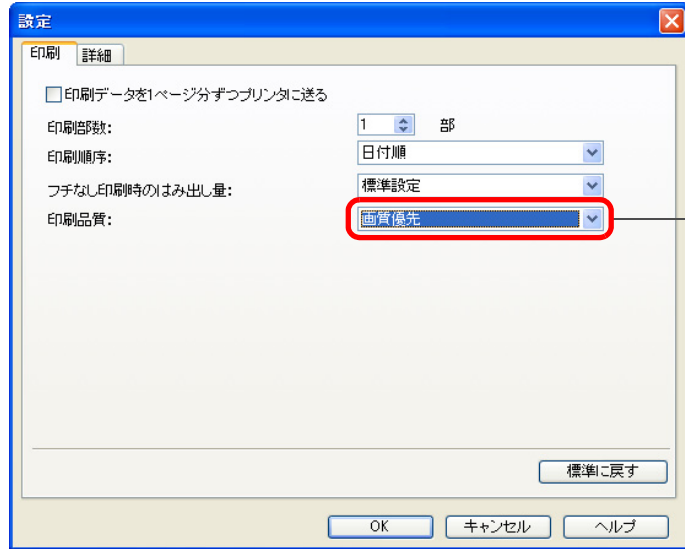 設定
印刷 詳細
印刷データを1ページ分ずつプリンタに送る
印刷部数: 1 部
印刷順序: 日付順
フチなし印刷時のはみ出し量: 標準設定
印刷品質: 画質優先
標準に戻す
OK キャンセル ヘルプ